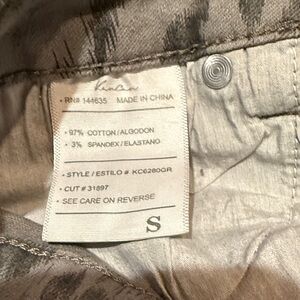 KanCan
• RN# 144635 MADE IN CHINA
• 97% COTTON/ALGODON
• 3% SPANDEX/ELASTANO
• STYLE/ESTILO # KC6280GR
• CUT # 31897
• SEE CARE ON REVERSE
S